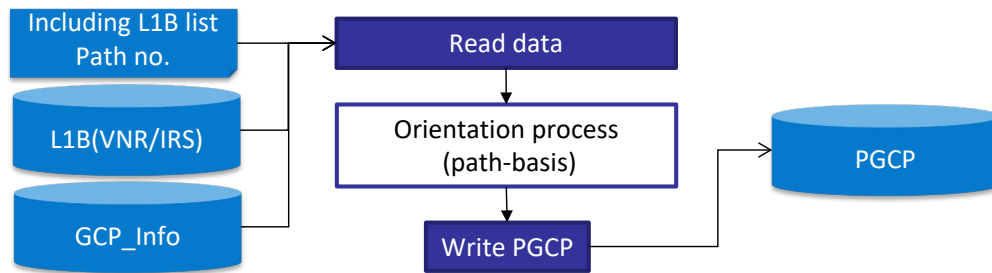 Including L1B list
Path no.
L1B(VNR/IRS)
GCP_Info
Read data
Orientation process
(path-basis)
Write PGCP
PGCP